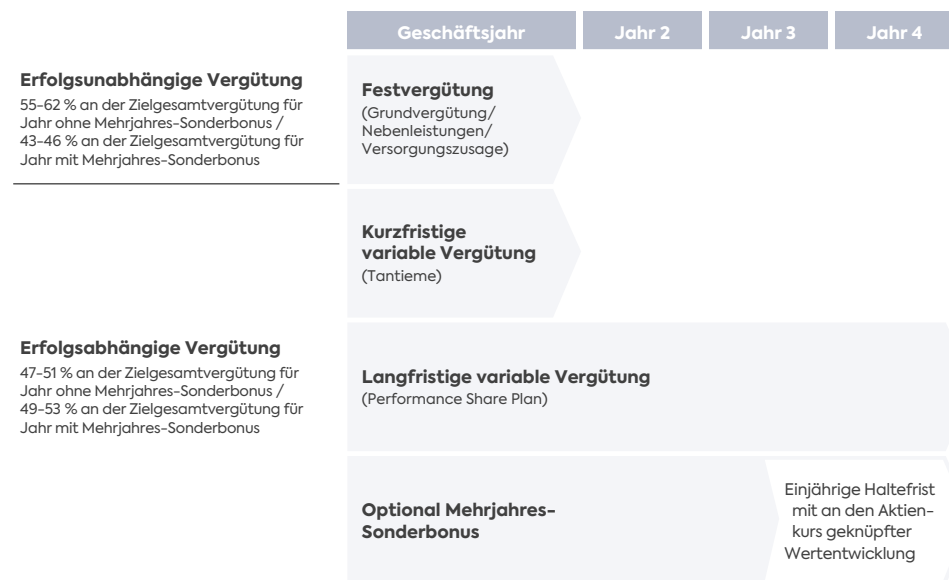 Geschäftsjahr Jahr 2 Jahr 3 Jahr 4
Erfolgsunabhängige Vergütung
55-62 % an der Zielgesamtvergütung für
Jahr ohne Mehrjahres-Sonderbonus /
43-46 % an der Zielgesamtvergütung für
Jahr mit Mehrjahres-Sonderbonus
Festvergütung
(Grundvergütung/
Nebenleistungen/
Versorgungszusage)
Kurzfristige
variable Vergütung
(Tantieme)
Erfolgsabhängige Vergütung
47-51 % an der Zielgesamtvergütung für
Jahr ohne Mehrjahres-Sonderbonus /
49-53 % an der Zielgesamtvergütung für
Jahr mit Mehrjahres-Sonderbonus
Langfristige variable Vergütung
(Performance Share Plan)
Optional Mehrjahres-
Sonderbonus
Einjährige Haltefrist
mit an den Aktien-
kurs geknüpfter
Wertentwicklung